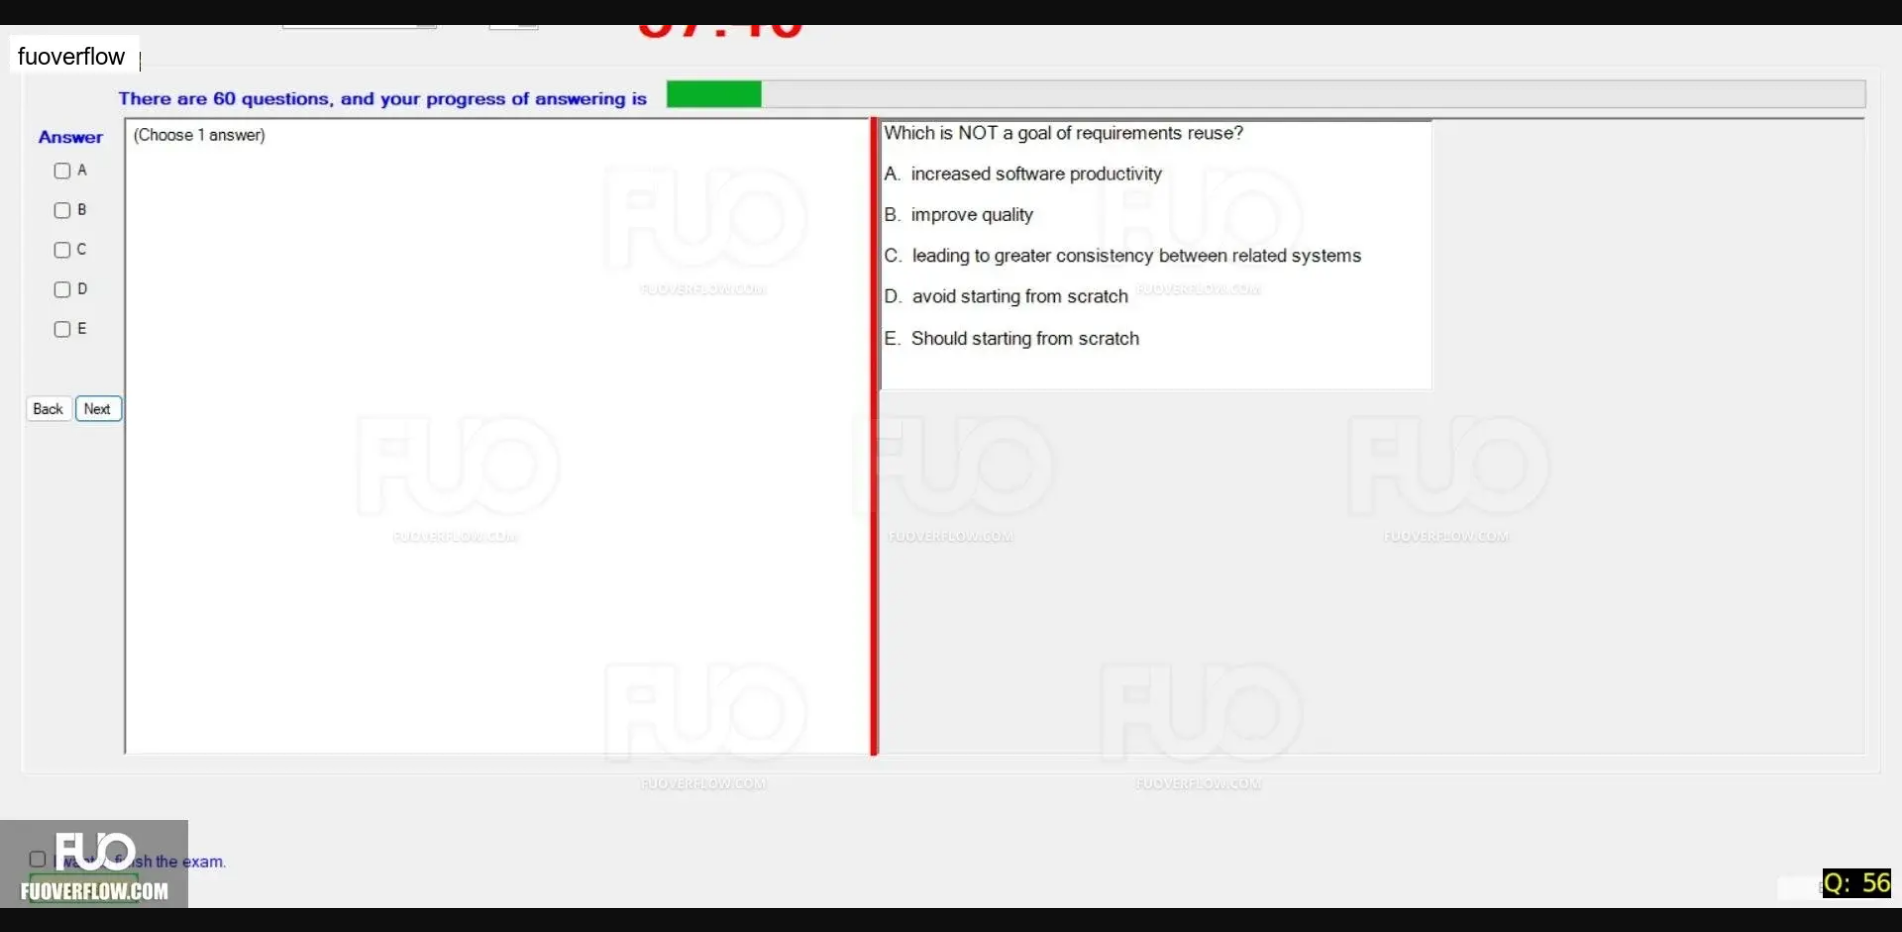 fuoverflow
There are 60 questions, and your progress of answering is
Answer
(Choose 1 answer)
A
B
C
D
E
Back Next
Which is NOT a goal of requirements reuse?
A. increased software productivity
B. improve quality
C. leading to greater consistency between related systems
D. avoid starting from scratch
E. Should starting from scratch
FUO
FUOVERFLOW.COM
FUO
FUOVERFLOW.COM
FUO
FUOVERFLOW.COM
FUO
FUOVERFLOW.COM
FUO
FUOVERFLOW.COM
FUO
FUOVERFLOW.COM
FUO
FUOVERFLOW.COM
the exam.
FUO
FUOVERFLOW.COM
Q: 56